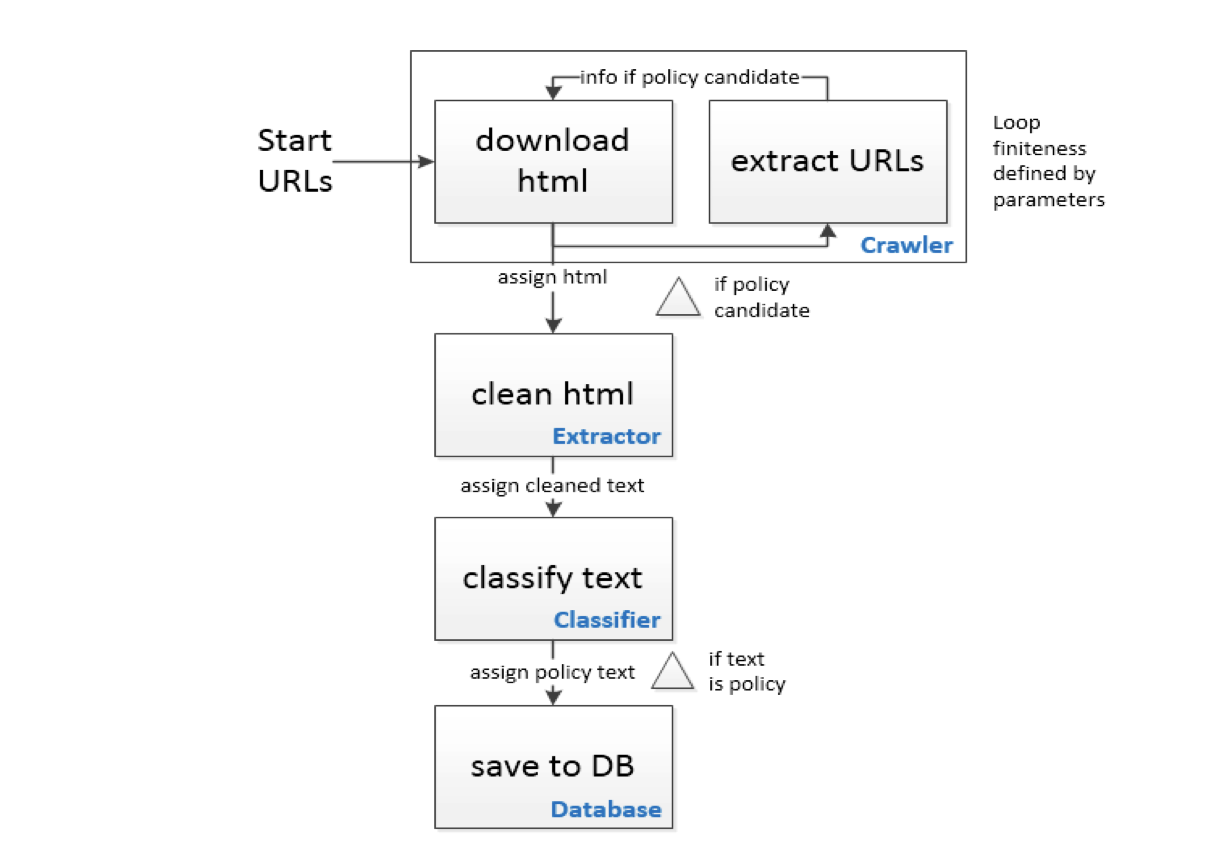 info if policy candidate
Start
URLs
download
html
extract URLs
Loop
finiteness
defined by
parameters
Crawler
assign html
if policy
candidate
clean html
Extractor
assign cleaned text
classify text
Classifier
assign policy text
if text
is policy
save to DB
Database